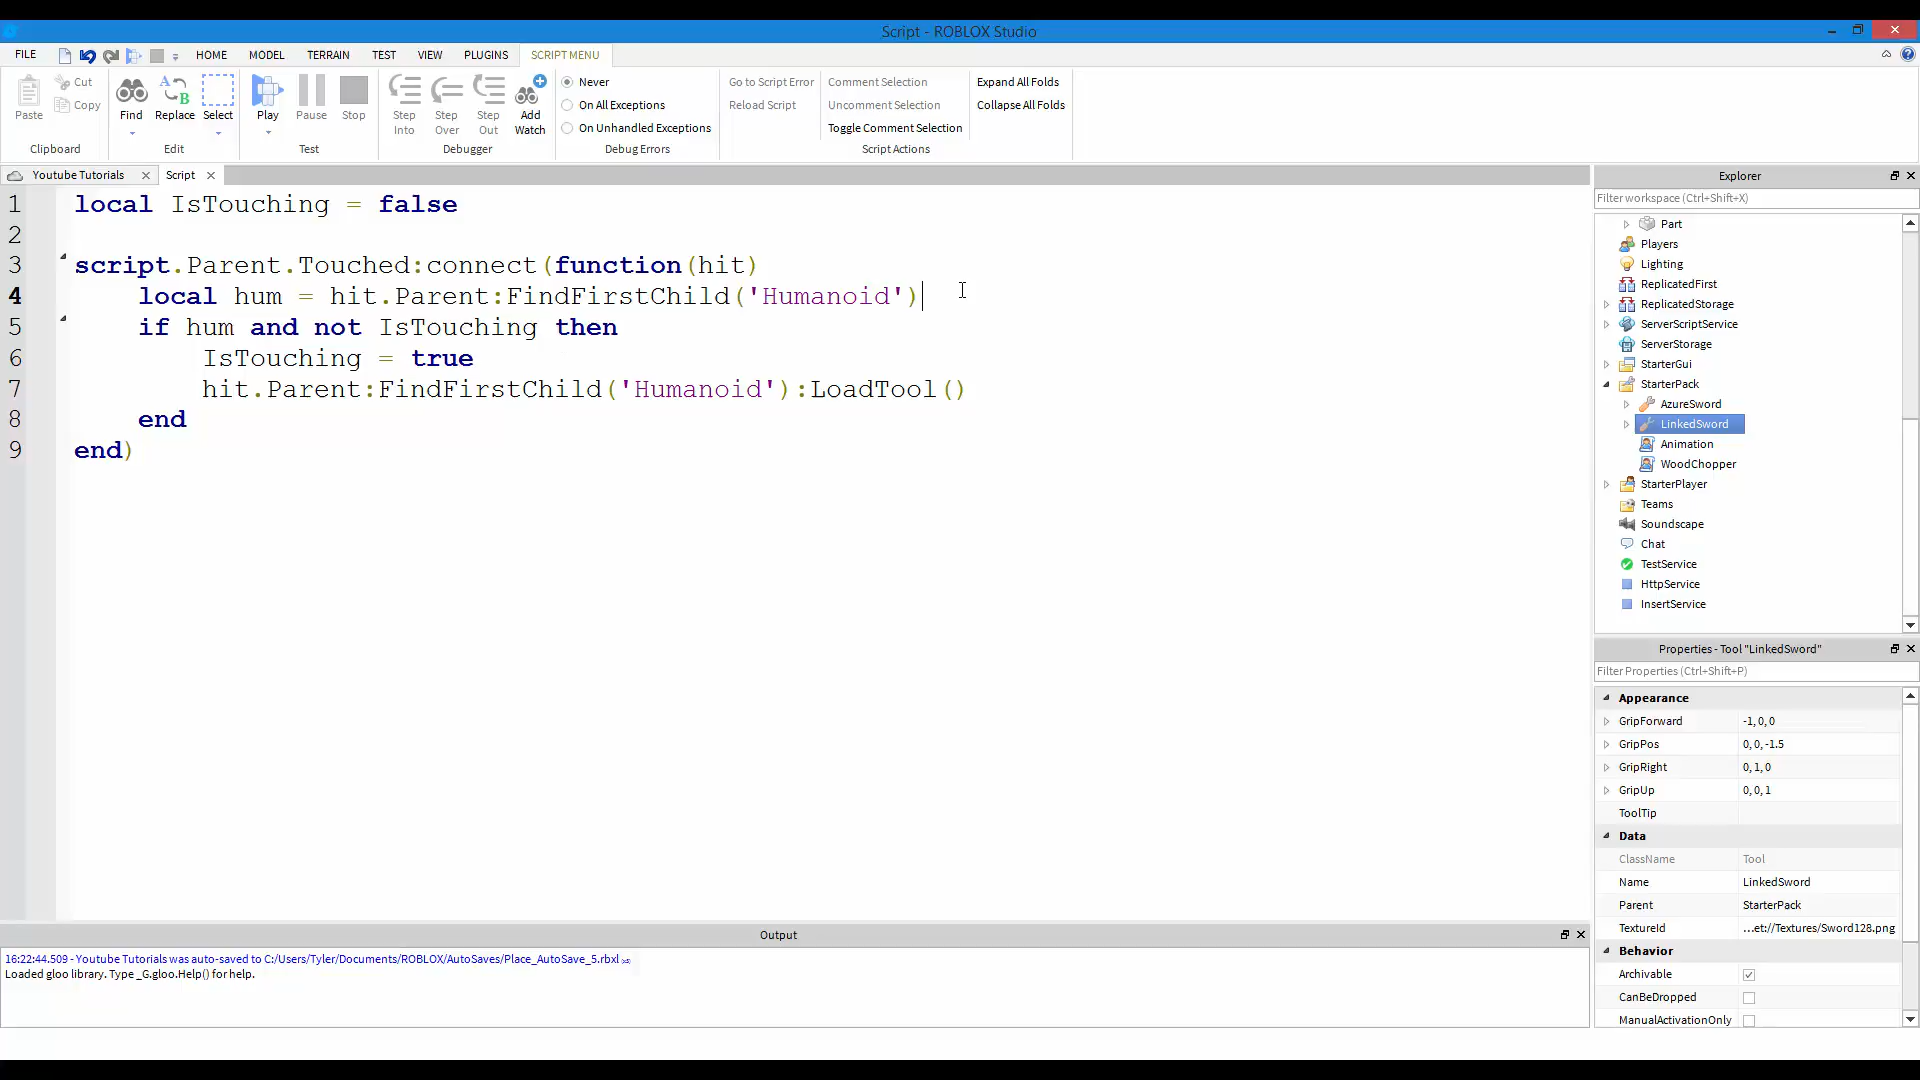 Script - ROBLOX Studio
FILE HOME MODEL TERRAIN TEST VIEW PLUGINS SCRIPT MENU
Paste
Cut
Copy
Clipboard
Find Replace Select
Edit
Play Pause Stop
Test
Step Into
Step Over
Step Out
Add Watch
Debugger
Never
On All Exceptions
On Unhandled Exceptions
Debug Errors
Go to Script Error
Reload Script
Comment Selection
Uncomment Selection
Toggle Comment Selection
Script Actions
Expand All Folds
Collapse All Folds
Youtube Tutorials Script
1 local IsTouching = false
2
3 script.Parent.Touched:connect(function(hit)
4 local hum = hit.Parent:FindFirstChild('Humanoid')
5 if hum and not IsTouching then
6 IsTouching = true
7 hit.Parent:FindFirstChild('Humanoid'):LoadTool()
8 end
9 end)
Output
16:22:44.509 - Youtube Tutorials was auto-saved to C:/Users/Tyler/Documents/ROBLOX/AutoSaves/Place_AutoSave_5.rbxl (x5)
Loaded gloo library. Type _G.gloo.Help() for help.
Explorer
Filter workspace (Ctrl+Shift+X)
Part
Players
Lighting
ReplicatedFirst
ReplicatedStorage
ServerScriptService
ServerStorage
StarterGui
StarterPack
AzureSword
LinkedSword
Animation
WoodChopper
StarterPlayer
Teams
Soundscape
Chat
TestService
HttpService
InsertService
Properties - Tool "LinkedSword"
Filter Properties (Ctrl+Shift+P)
Appearance
GripForward -1, 0, 0
GripPos 0, 0, -1.5
GripRight 0, 1, 0
GripUp 0, 0, 1
ToolTip
Data
ClassName Tool
Name LinkedSword
Parent StarterPack
TextureId ...et://Textures/Sword128.png
Behavior
Archivable
CanBeDropped
ManualActivationOnly